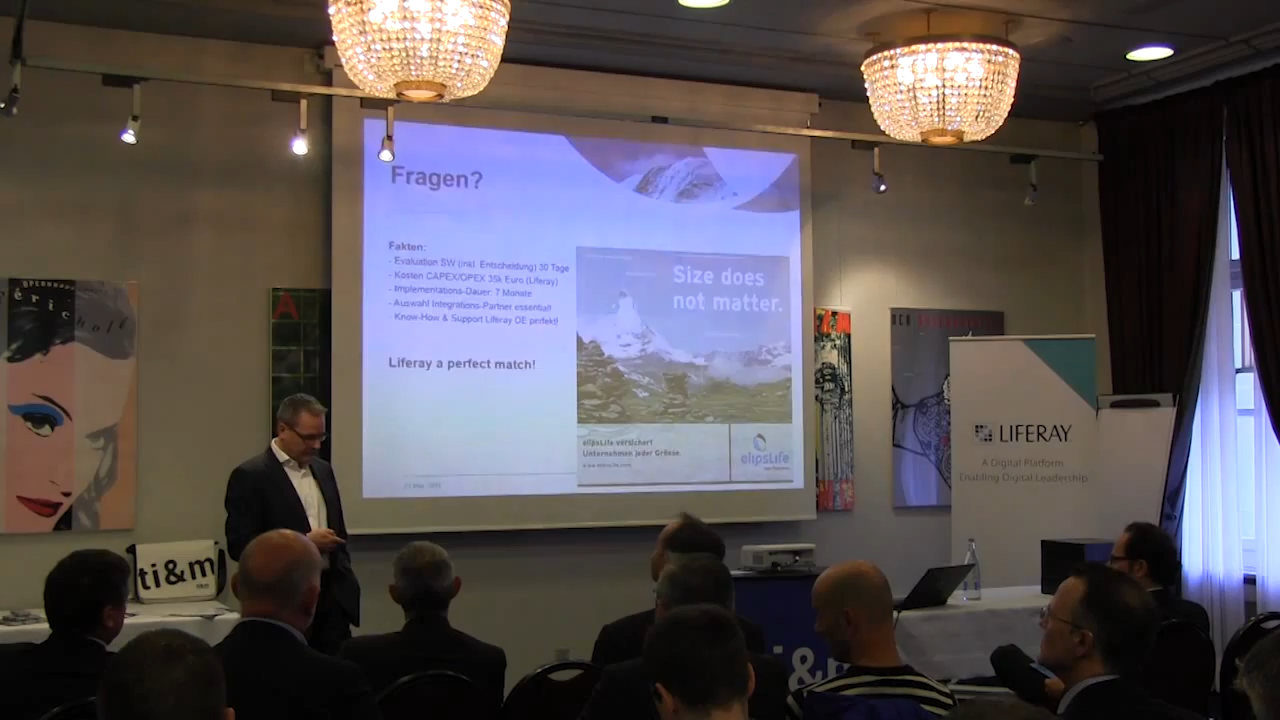 Fragen?
Fakten:
- Evaluation SW (inkl. Entscheidung) 30 Tage
- Kosten CAPEX/OPEX 35k Euro (Liferay)
- Implementations-Dauer: 7 Monate
- Auswahl Integrations-Partner essentiell
- Know-How & Support Liferay DE perfekt!
Liferay a perfect match!
Size does
not matter.
elipsLife versichert
Unternehmen jeder Grösse.
elipsLife
LIFERAY
A Digital Platform
Enabling Digital Leadership
ti&m
ti&m
A